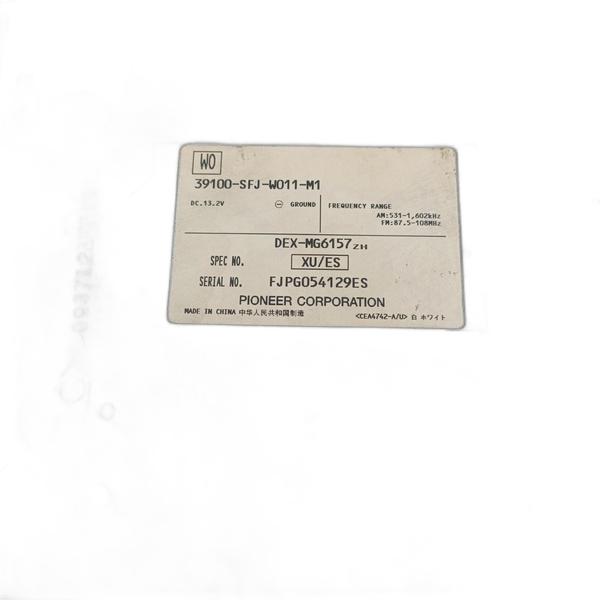 WO
39100-SFJ-W011-M1
DC.13.2V ⊖ GROUND FREQUENCY RANGE
AM:531-1,602kHz
FM:87.5-108MHz
DEX-MG6157ZH
SPEC NO. XU/ES
SERIAL NO. FJPG054129ES
PIONEER CORPORATION
MADE IN CHINA 中华人民共和国制造 <CEA4742-A/U> 白 ホワイト